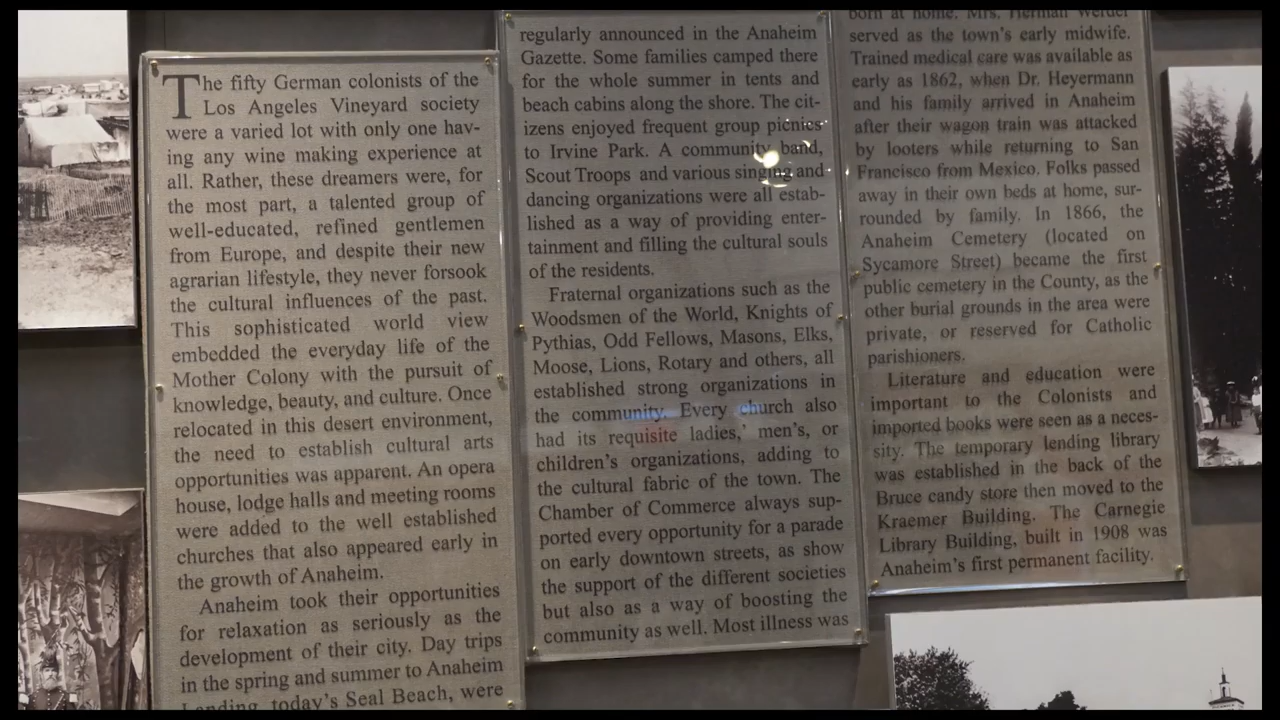 The fifty German colonists of the
Los Angeles Vineyard society
were a varied lot with only one hav-
ing any wine making experience at
all. Rather, these dreamers were, for
the most part, a talented group of
well-educated, refined gentlemen
from Europe, and despite their new
agrarian lifestyle, they never forsook
the cultural influences of the past.
This sophisticated world view
embedded the everyday life of the
Mother Colony with the pursuit of
knowledge, beauty, and culture. Once
relocated in this desert environment,
the need to establish cultural arts
opportunities was apparent. An opera
house, lodge halls and meeting rooms
were added to the well established
churches that also appeared early in
the growth of Anaheim.
Anaheim took their opportunities
for relaxation as seriously as the
development of their city. Day trips
in the spring and summer to Anaheim
Landing, today's Seal Beach, were
regularly announced in the Anaheim
Gazette. Some families camped there
for the whole summer in tents and
beach cabins along the shore. The cit-
izens enjoyed frequent group picnics
to Irvine Park. A community band,
Scout Troops and various singing and
dancing organizations were all estab-
lished as a way of providing enter-
tainment and filling the cultural souls
of the residents.
Fraternal organizations such as the
Woodsmen of the World, Knights of
Pythias, Odd Fellows, Masons, Elks,
Moose, Lions, Rotary and others, all
established strong organizations in
the community. Every church also
had its requisite ladies,' men's, or
children's organizations, adding to
the cultural fabric of the town. The
Chamber of Commerce always sup-
ported every opportunity for a parade
on early downtown streets, as show
the support of the different societies
but also as a way of boosting the
community as well. Most illness was
born at home. Mrs. Herman Werder
served as the town's early midwife.
Trained medical care was available as
early as 1862, when Dr. Heyermann
and his family arrived in Anaheim
after their wagon train was attacked
by looters while returning to San
Francisco from Mexico. Folks passed
away in their own beds at home, sur-
rounded by family. In 1866, the
Anaheim Cemetery (located on
Sycamore Street) became the first
public cemetery in the County, as the
other burial grounds in the area were
private, or reserved for Catholic
parishioners.
Literature and education were
important to the Colonists and
imported books were seen as a neces-
sity. The temporary lending library
was established in the back of the
Bruce candy store then moved to the
Kraemer Building. The Carnegie
Library Building, built in 1908 was
Anaheim's first permanent facility.